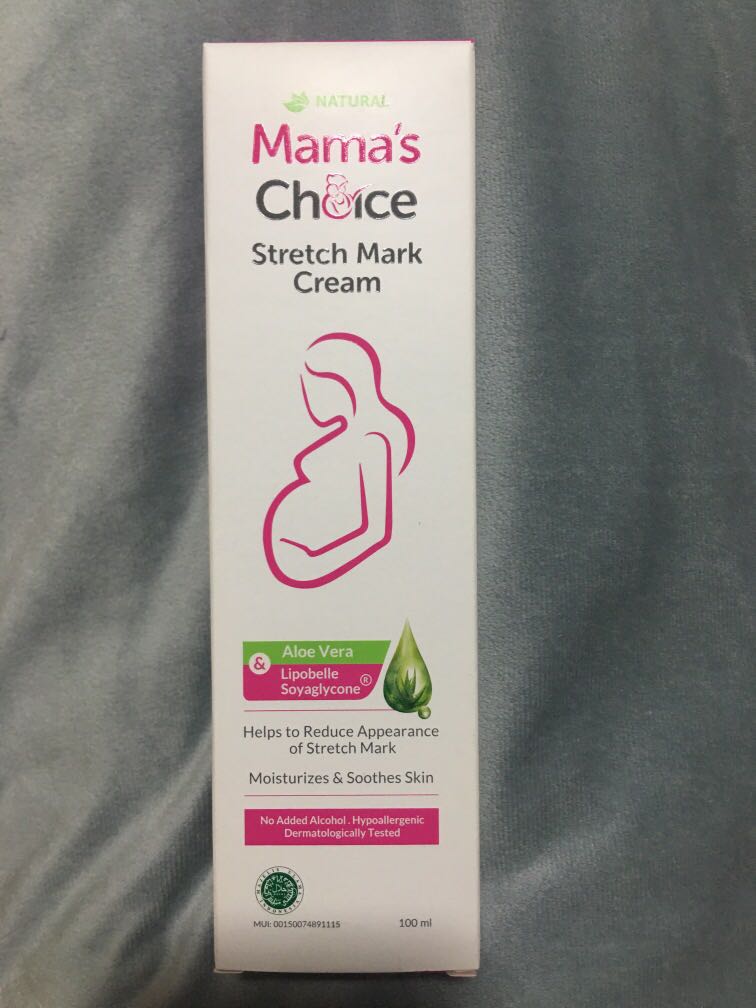 NATURAL
Mama's
Choice
Stretch Mark
Cream
Aloe Vera
&
Lipobelle
Soyaglycone®
Helps to Reduce Appearance
of Stretch Mark
Moisturizes & Soothes Skin
No Added Alcohol . Hypoallergenic
Dermatologically Tested
MUI: 00150074891115
100 ml